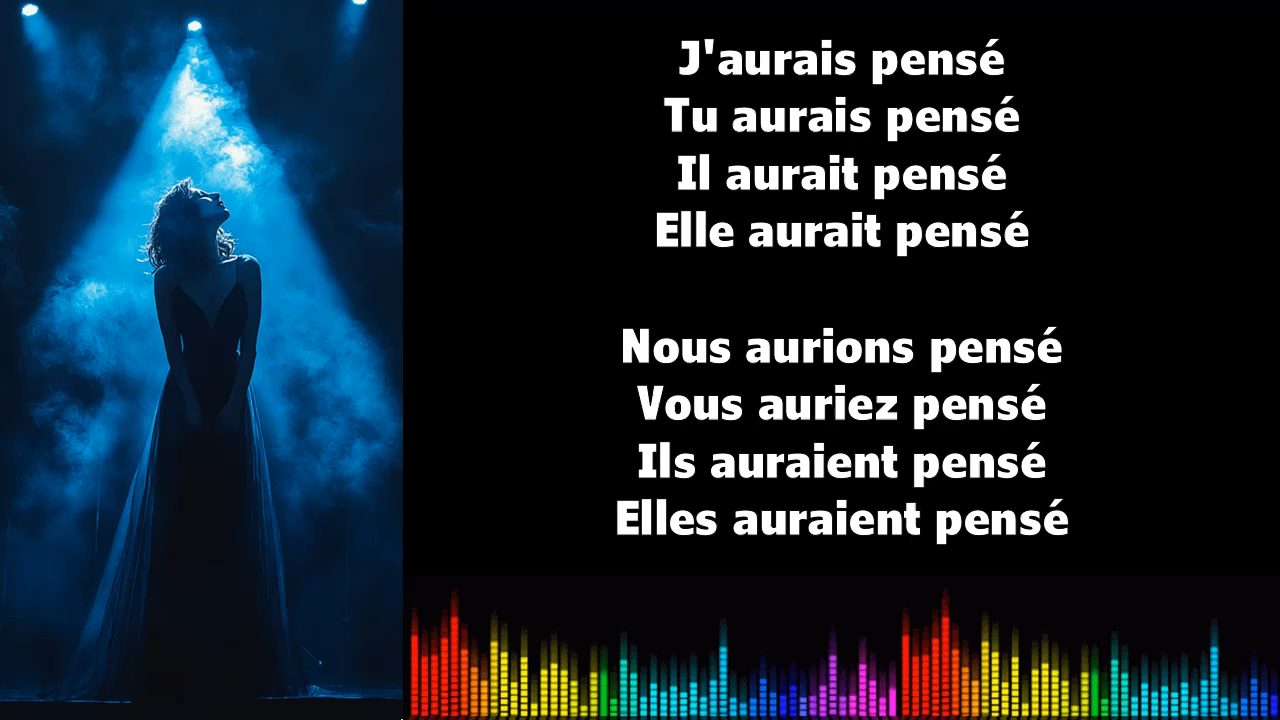 J'aurais pensé
Tu aurais pensé
Il aurait pensé
Elle aurait pensé
Nous aurions pensé
Vous auriez pensé
Ils auraient pensé
Elles auraient pensé